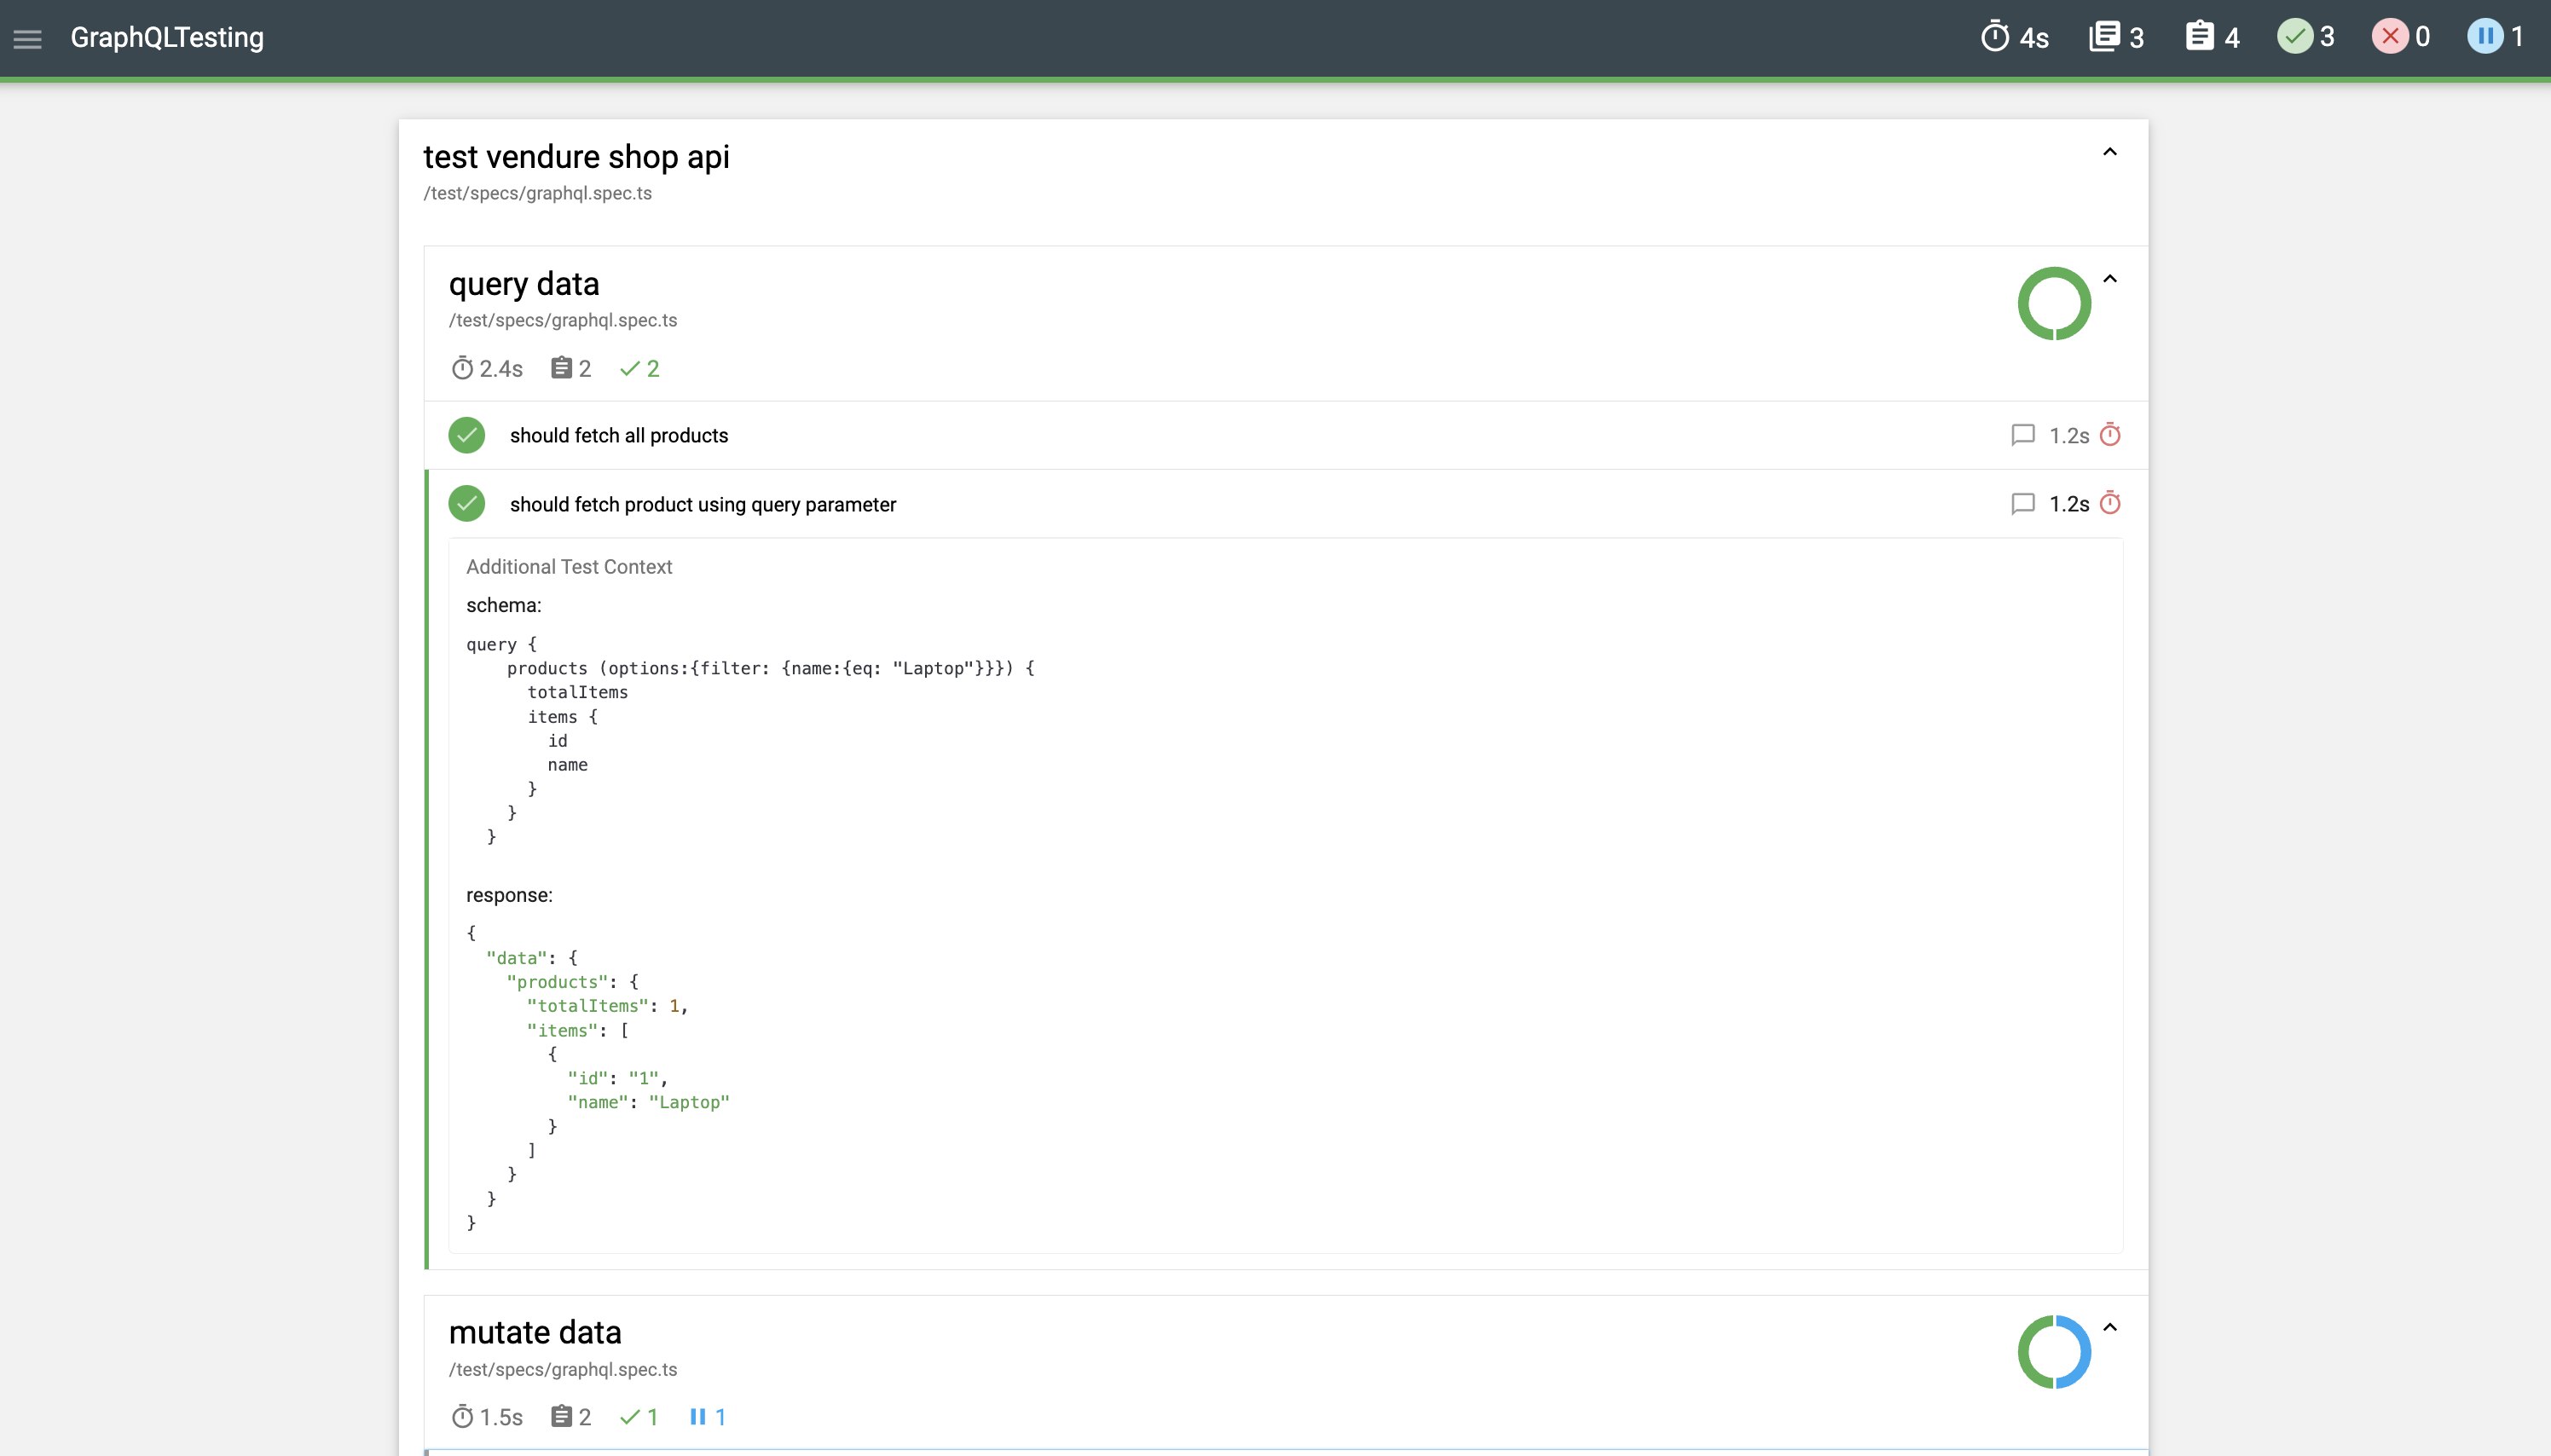 GraphQLTesting 4s 3 4 3 0 1
test vendure shop api
/test/specs/graphql.spec.ts
query data
/test/specs/graphql.spec.ts
2.4s 2 2
should fetch all products 1.2s
should fetch product using query parameter 1.2s
Additional Test Context
schema:
query {
    products (options:{filter: {name:{eq: "Laptop"}}}) {
      totalItems
      items {
        id
        name
      }
    }
  }
response:
{
  "data": {
    "products": {
      "totalItems": 1,
      "items": [
        {
          "id": "1",
          "name": "Laptop"
        }
      ]
    }
  }
}
mutate data
/test/specs/graphql.spec.ts
1.5s 2 1 1